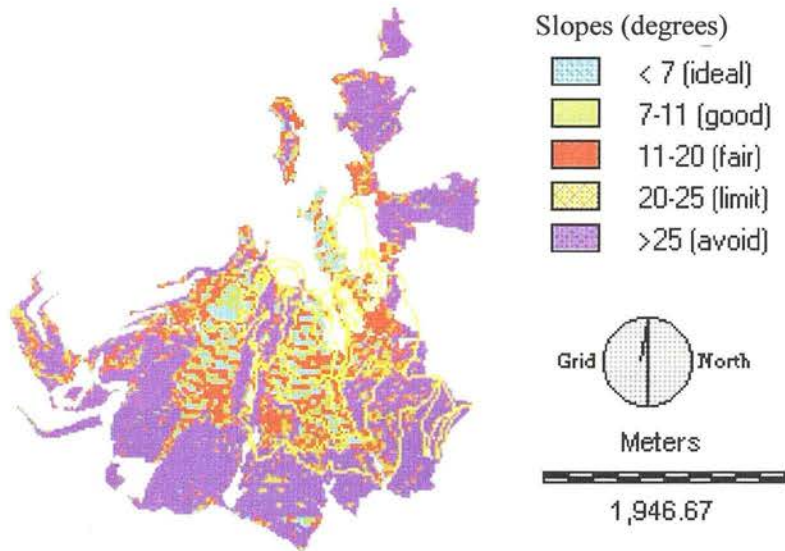 Slopes (degrees)
< 7 (ideal)
7-11 (good)
11-20 (fair)
20-25 (limit)
>25 (avoid)
Grid North
Meters
1,946.67